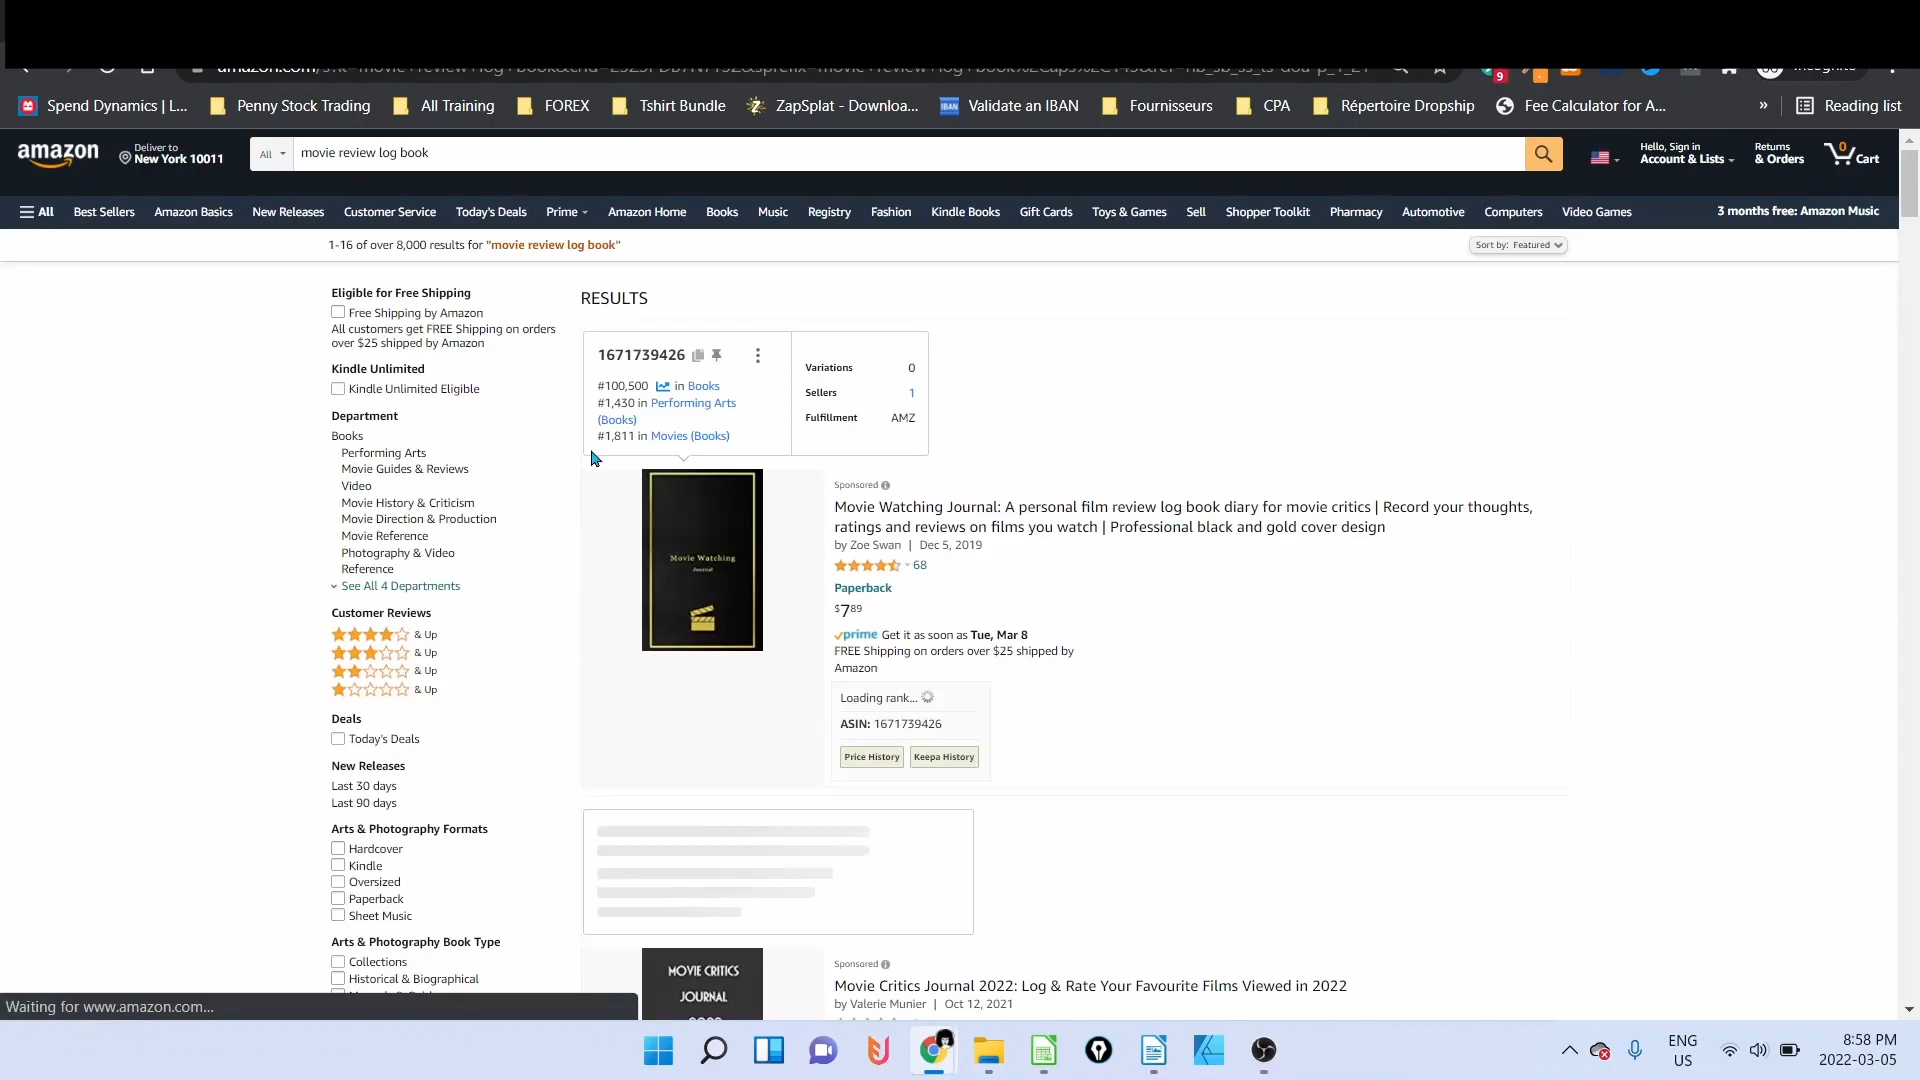 9
Spend Dynamics | L...
Penny Stock Trading
All Training
FOREX
Tshirt Bundle
ZapSplat - Downloa...
IBAN
Validate an IBAN
Fournisseurs
CPA
Répertoire Dropship
Fee Calculator for A...
»
Reading list
amazon
Deliver to
New York 10011
All
movie review log book
Hello, Sign in
Account & Lists
Returns
& Orders
0
Cart
All
Best Sellers
Amazon Basics
New Releases
Customer Service
Today's Deals
Prime
Amazon Home
Books
Music
Registry
Fashion
Kindle Books
Gift Cards
Toys & Games
Sell
Shopper Toolkit
Pharmacy
Automotive
Computers
Video Games
3 months free: Amazon Music
1-16 of over 8,000 results for "movie review log book"
Sort by: Featured
Eligible for Free Shipping
Free Shipping by Amazon
All customers get FREE Shipping on orders
over $25 shipped by Amazon
Kindle Unlimited
Kindle Unlimited Eligible
Department
Books
Performing Arts
Movie Guides & Reviews
Video
Movie History & Criticism
Movie Direction & Production
Movie Reference
Photography & Video
Reference
See All 4 Departments
Customer Reviews
& Up
& Up
& Up
& Up
Deals
Today's Deals
New Releases
Last 30 days
Last 90 days
Arts & Photography Formats
Hardcover
Kindle
Oversized
Paperback
Sheet Music
Arts & Photography Book Type
Collections
Historical & Biographical
RESULTS
1671739426
#100,500 in Books
#1,430 in Performing Arts
(Books)
#1,811 in Movies (Books)
Variations 0
Sellers 1
Fulfillment AMZ
Movie Watching
Journal
Sponsored
Movie Watching Journal: A personal film review log book diary for movie critics | Record your thoughts,
ratings and reviews on films you watch | Professional black and gold cover design
by Zoe Swan | Dec 5, 2019
68
Paperback
$7 89
prime Get it as soon as Tue, Mar 8
FREE Shipping on orders over $25 shipped by
Amazon
Loading rank...
ASIN: 1671739426
Price History
Keepa History
MOVIE CRITICS
JOURNAL
Sponsored
Movie Critics Journal 2022: Log & Rate Your Favourite Films Viewed in 2022
by Valerie Munier | Oct 12, 2021
Waiting for www.amazon.com...
ENG
US
8:58 PM
2022-03-05